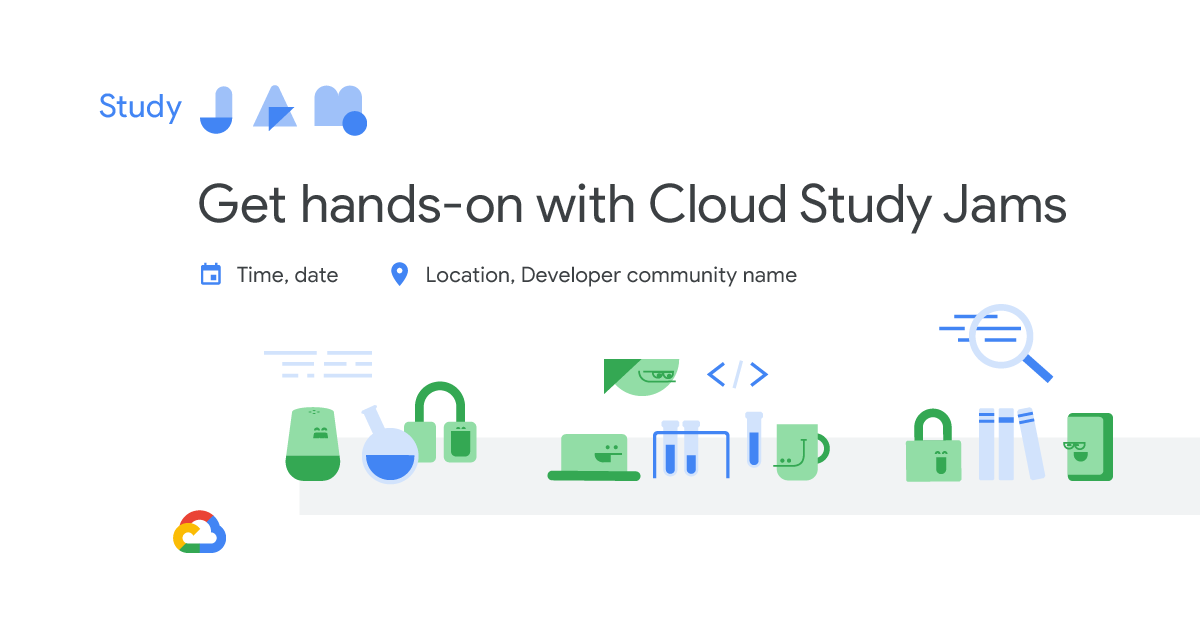 Study JAM
Get hands-on with Cloud Study Jams
Time, date
Location, Developer community name
</>